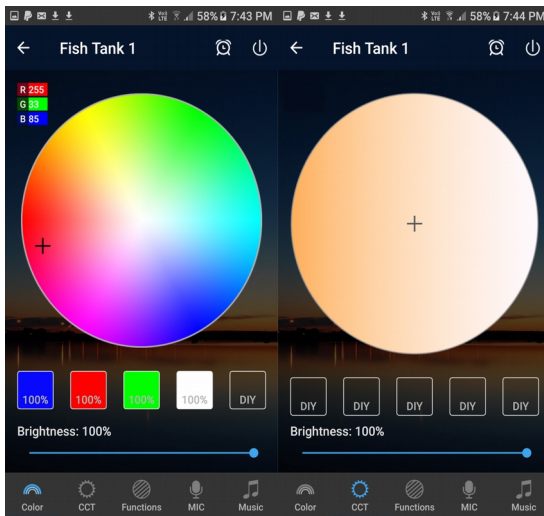 58% 7:43 PM
Fish Tank 1
R 255
G 33
B 85
100%
100%
100%
100%
DIY
Brightness: 100%
Color
CCT
Functions
MIC
Music
58% 7:44 PM
Fish Tank 1
DIY
DIY
DIY
DIY
DIY
Brightness: 100%
Color
CCT
Functions
MIC
Music